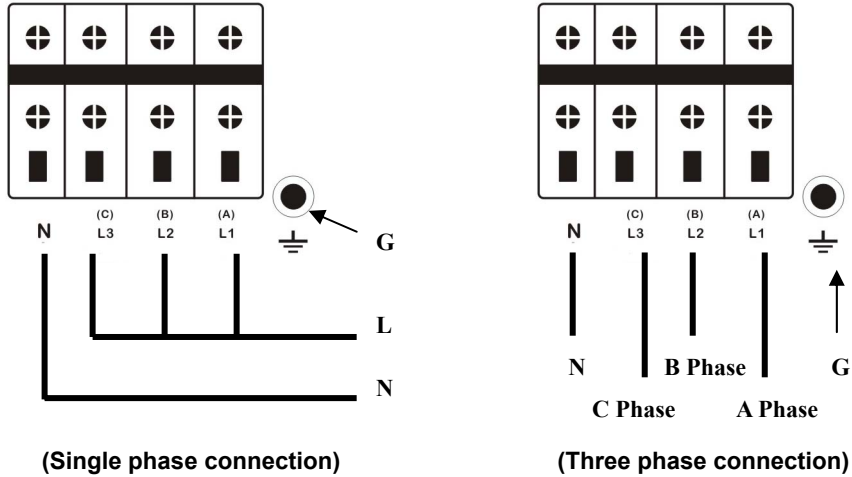 (C) (B) (A)
N L3 L2 L1
G
L
N
(Single phase connection)
(C) (B) (A)
N L3 L2 L1
N B Phase G
C Phase A Phase
(Three phase connection)